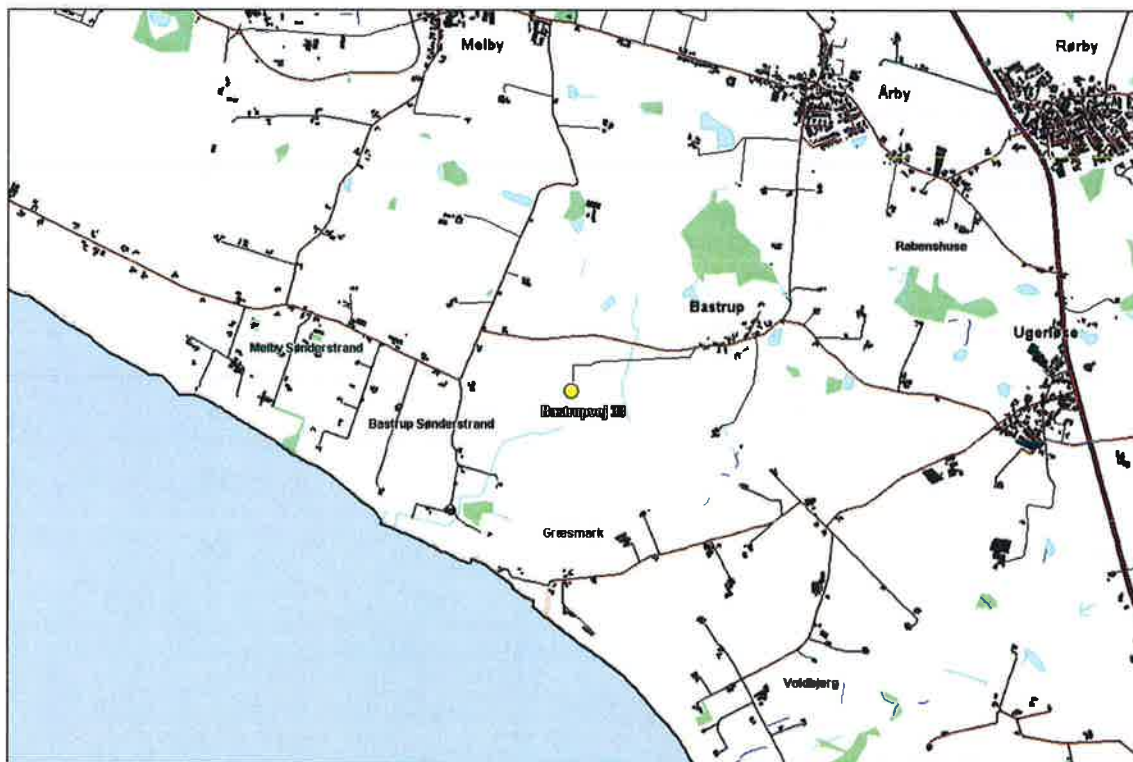 Melby
Rørby
Årby
Rabenshuse
Bastrup
Ugerløse
Melby Sønderstrand
Bastrup Sønderstrand
Græsmark
Voldbjerg